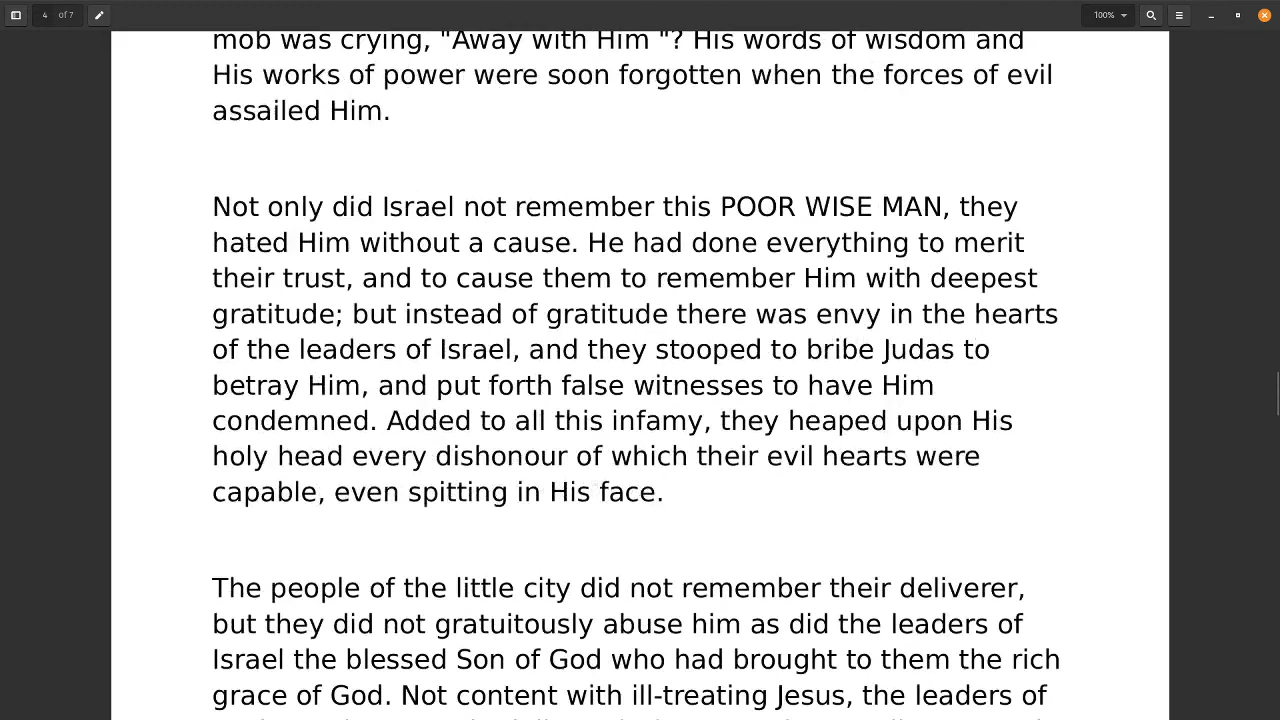 4 of 7
100%
mob was crying, "Away with Him "? His words of wisdom and
His works of power were soon forgotten when the forces of evil
assailed Him.
Not only did Israel not remember this POOR WISE MAN, they
hated Him without a cause. He had done everything to merit
their trust, and to cause them to remember Him with deepest
gratitude; but instead of gratitude there was envy in the hearts
of the leaders of Israel, and they stooped to bribe Judas to
betray Him, and put forth false witnesses to have Him
condemned. Added to all this infamy, they heaped upon His
holy head every dishonour of which their evil hearts were
capable, even spitting in His face.
The people of the little city did not remember their deliverer,
but they did not gratuitously abuse him as did the leaders of
Israel the blessed Son of God who had brought to them the rich
grace of God. Not content with ill-treating Jesus, the leaders of